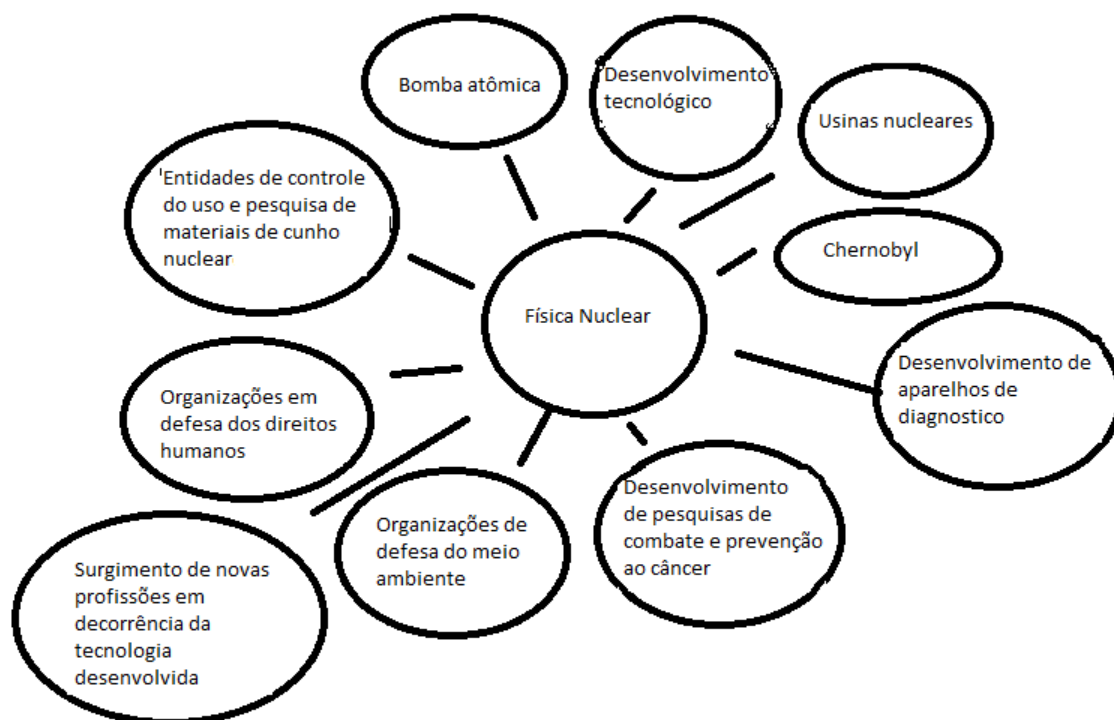 Bomba atômica
Desenvolvimento
tecnológico
Usinas nucleares
Entidades de controle
do uso e pesquisa de
materiais de cunho
nuclear
Chernobyl
Física Nuclear
Desenvolvimento de
aparelhos de
diagnostico
Organizações em
defesa dos direitos
humanos
Desenvolvimento
de pesquisas de
combate e prevenção
ao câncer
Organizações de
defesa do meio
ambiente
Surgimento de novas
profissões em
decorrência da
tecnologia
desenvolvida